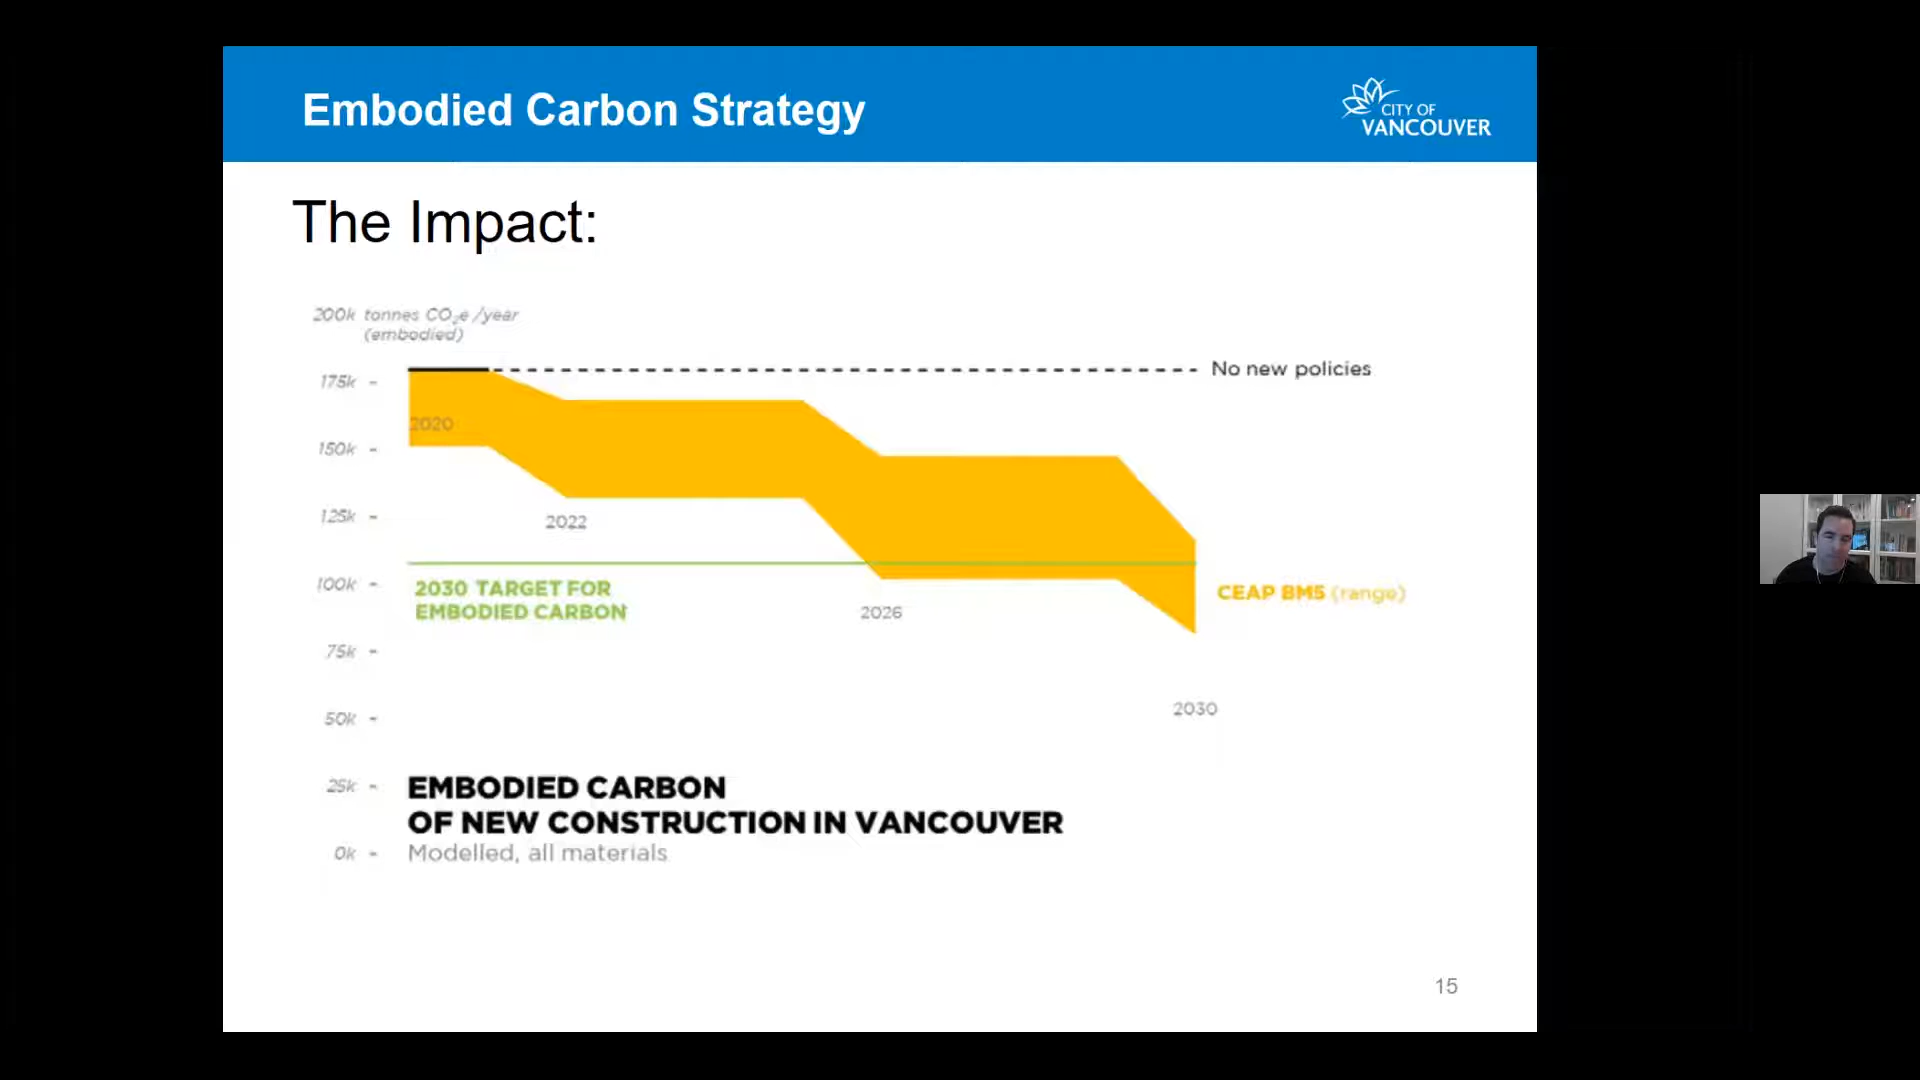 Embodied Carbon Strategy
CITY OF
VANCOUVER
The Impact:
200k tonnes CO₂e /year
(embodied)
No new policies
175k
2020
150k
125k
2022
100k
2030 TARGET FOR
EMBODIED CARBON
CEAP BM5 (range)
2026
75k
2030
50k
25k
EMBODIED CARBON
OF NEW CONSTRUCTION IN VANCOUVER
0k
Modelled, all materials
15